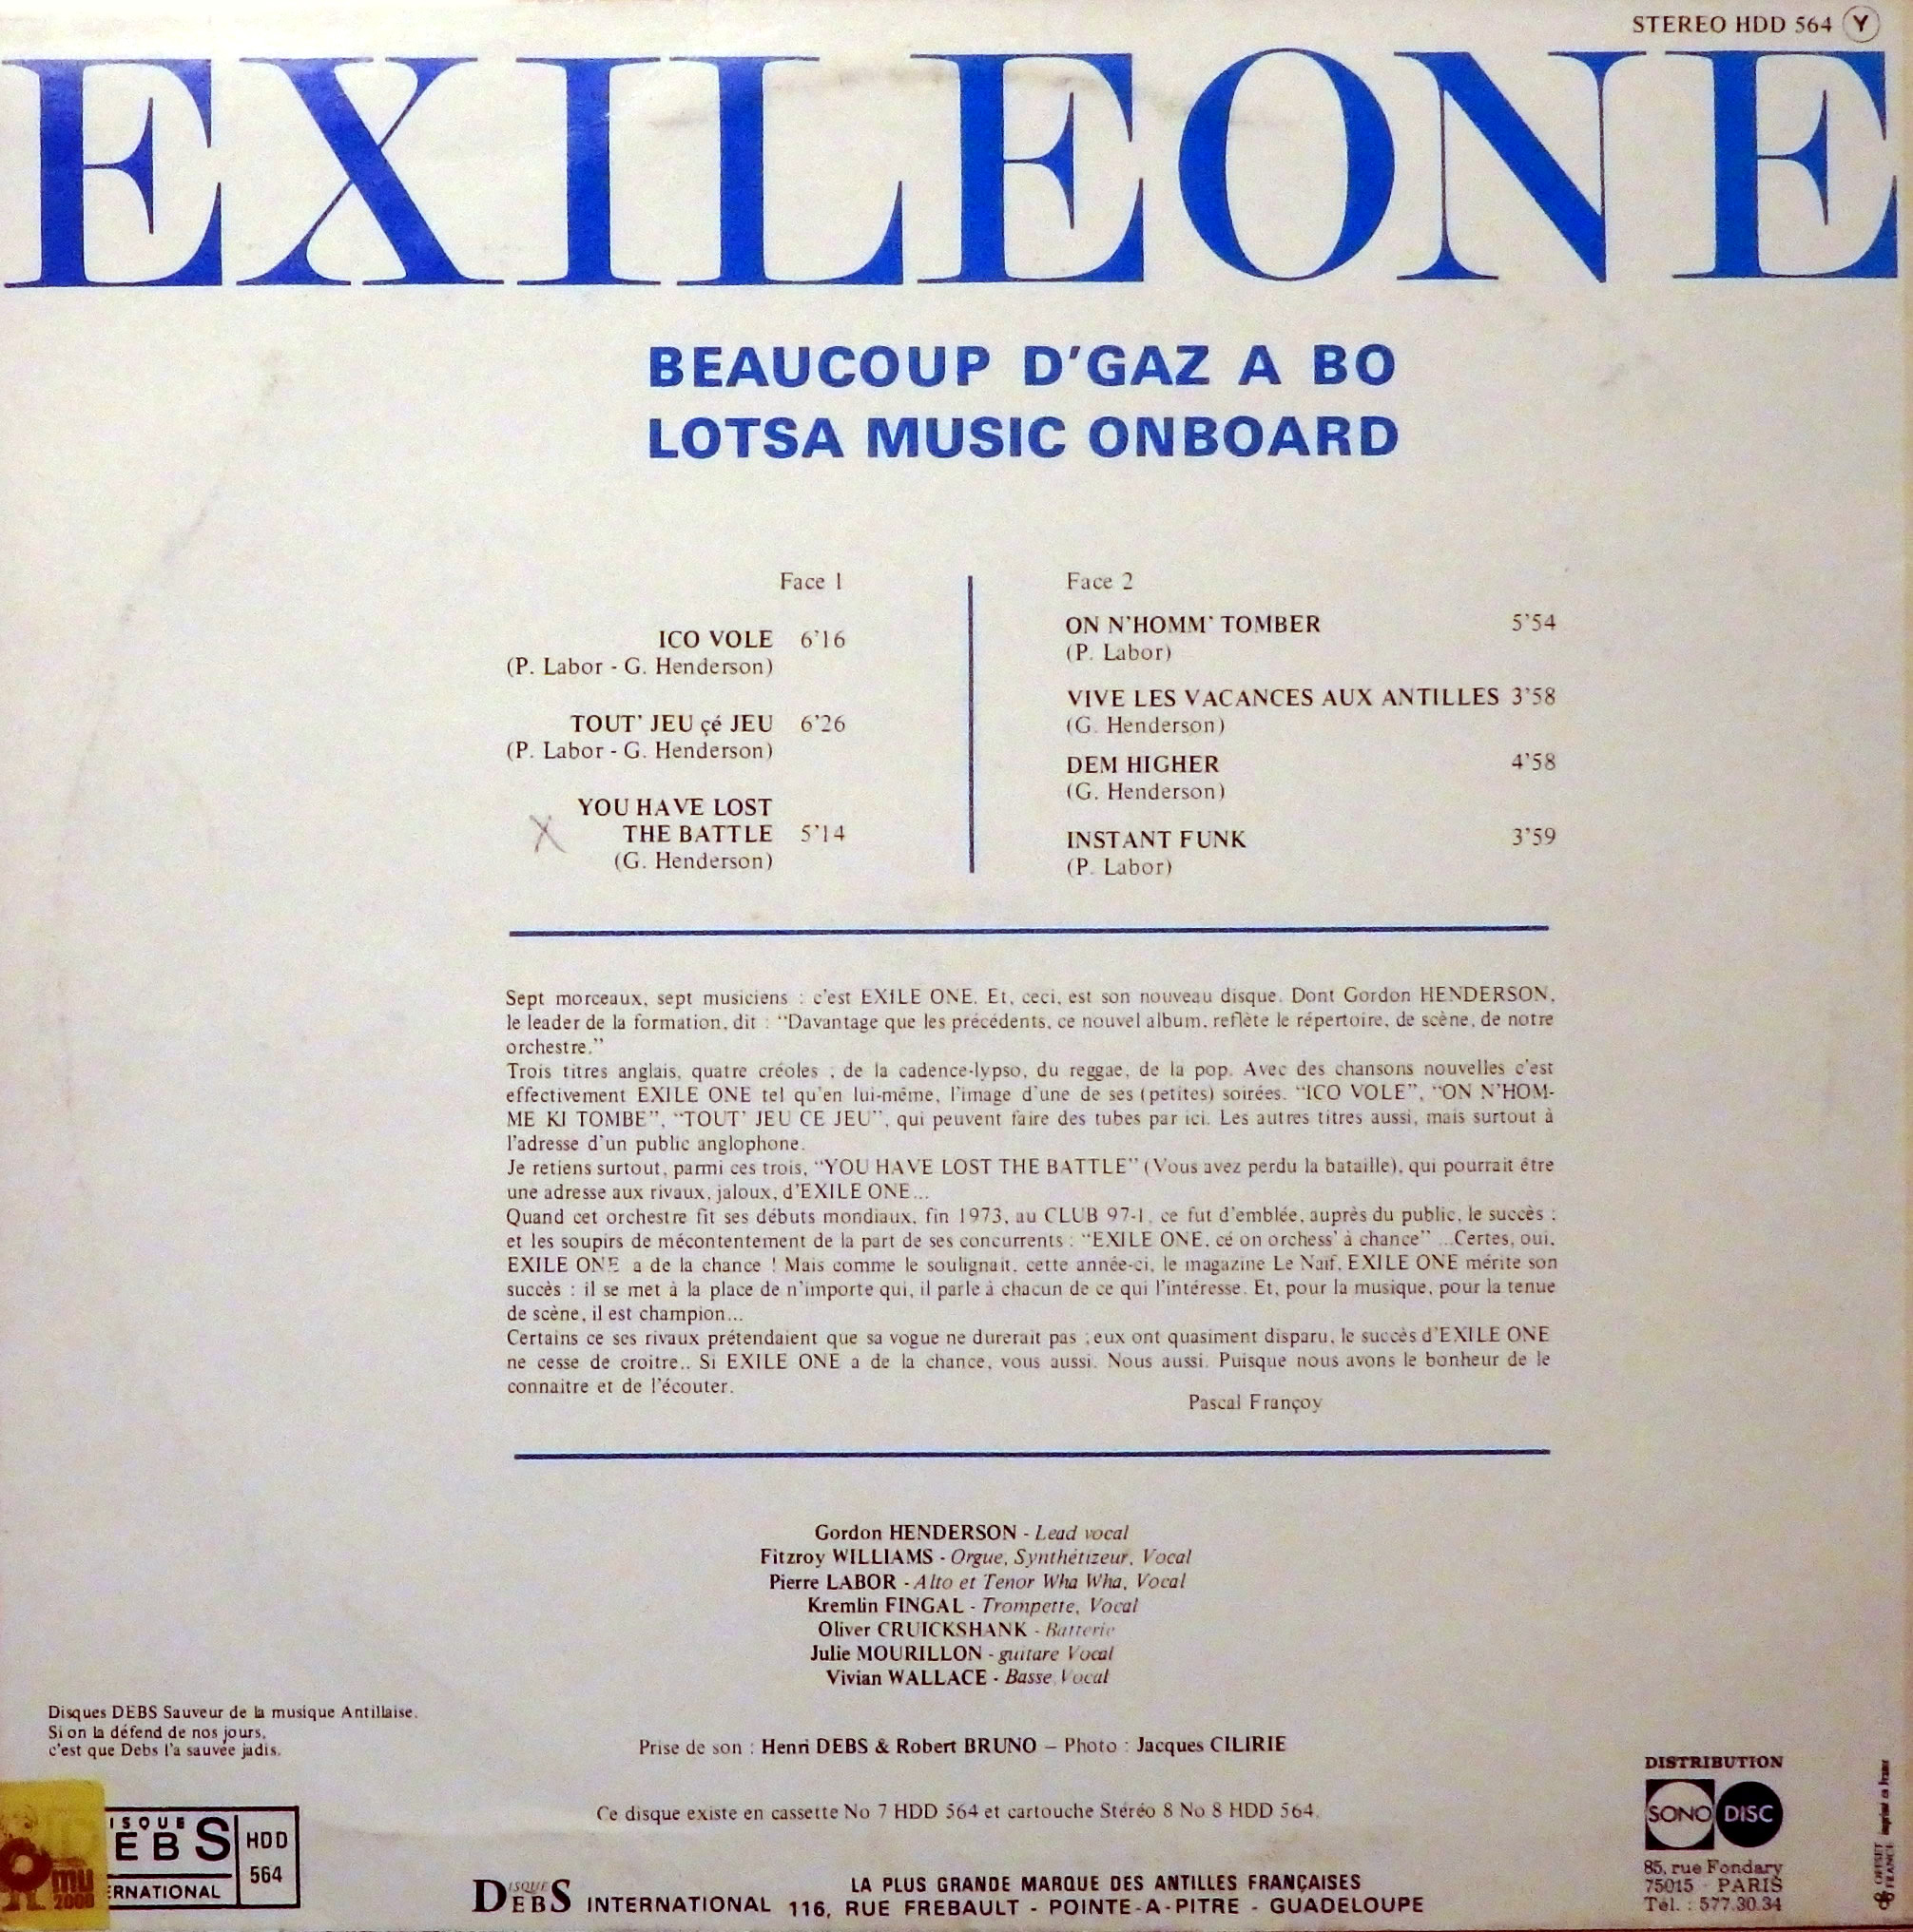 STEREO HDD 564 Y
EXILE ONE
BEAUCOUP D'GAZ A BO
LOTSA MUSIC ONBOARD
Face 1
ICO VOLE 6'16
(P. Labor - G. Henderson)
TOUT' JEU çé JEU 6'26
(P. Labor - G. Henderson)
YOU HAVE LOST
X THE BATTLE 5'14
(G. Henderson)
Face 2
ON N'HOMM' TOMBER 5'54
(P. Labor)
VIVE LES VACANCES AUX ANTILLES 3'58
(G. Henderson)
DEM HIGHER 4'58
(G. Henderson)
INSTANT FUNK 3'59
(P. Labor)
Sept morceaux, sept musiciens : c'est EXILE ONE. Et, ceci, est son nouveau disque. Dont Gordon HENDERSON,
le leader de la formation, dit : "Davantage que les précédents, ce nouvel album, reflète le répertoire, de scène, de notre
orchestre."
Trois titres anglais, quatre créoles ; de la cadence-lypso, du reggae, de la pop. Avec des chansons nouvelles c'est
effectivement EXILE ONE tel qu'en lui-même, l'image d'une de ses (petites) soirées. "ICO VOLE", "ON N'HOM-
ME KI TOMBE", "TOUT' JEU CE JEU", qui peuvent faire des tubes par ici. Les autres titres aussi, mais surtout à
l'adresse d'un public anglophone.
Je retiens surtout, parmi ces trois, "YOU HAVE LOST THE BATTLE" (Vous avez perdu la bataille), qui pourrait être
une adresse aux rivaux, jaloux, d'EXILE ONE...
Quand cet orchestre fit ses débuts mondiaux, fin 1973, au CLUB 97-1, ce fut d'emblée, auprès du public, le succès ;
et les soupirs de mécontentement de la part de ses concurrents : "EXILE ONE, cé on orchess' à chance" ...Certes, oui,
EXILE ONE a de la chance ! Mais comme le soulignait, cette année-ci, le magazine Le Naïf, EXILE ONE mérite son
succès : il se met à la place de n'importe qui, il parle à chacun de ce qui l'intéresse. Et, pour la musique, pour la tenue
de scène, il est champion...
Certains ce ses rivaux prétendaient que sa vogue ne durerait pas ; eux ont quasiment disparu, le succès d'EXILE ONE
ne cesse de croitre.. Si EXILE ONE a de la chance, vous aussi. Nous aussi. Puisque nous avons le bonheur de le
connaitre et de l'écouter.
Pascal Françoy
Gordon HENDERSON - Lead vocal
Fitzroy WILLIAMS - Orgue, Synthétizeur, Vocal
Pierre LABOR - Alto et Tenor Wha Wha, Vocal
Kremlin FINGAL - Trompette, Vocal
Oliver CRUICKSHANK - Batterie
Julie MOURILLON - guitare Vocal
Vivian WALLACE - Basse Vocal
Disques DEBS Sauveur de la musique Antillaise.
Si on la défend de nos jours,
c'est que Debs l'a sauvée jadis.
Prise de son : Henri DEBS & Robert BRUNO – Photo : Jacques CILIRIE
Ce disque existe en cassette No 7 HDD 564 et cartouche Stéréo 8 No 8 HDD 564.
ISQUE
EBS
ERNATIONAL
HDD
564
mu
2000
LA PLUS GRANDE MARQUE DES ANTILLES FRANÇAISES
DISQUE DEBS INTERNATIONAL 116, RUE FREBAULT - POINTE-A-PITRE - GUADELOUPE
DISTRIBUTION
SONO DISC
85, rue Fondary
75015 - PARIS
Tél. : 577.30.34
OFFSET FRANCE
imprimé en france